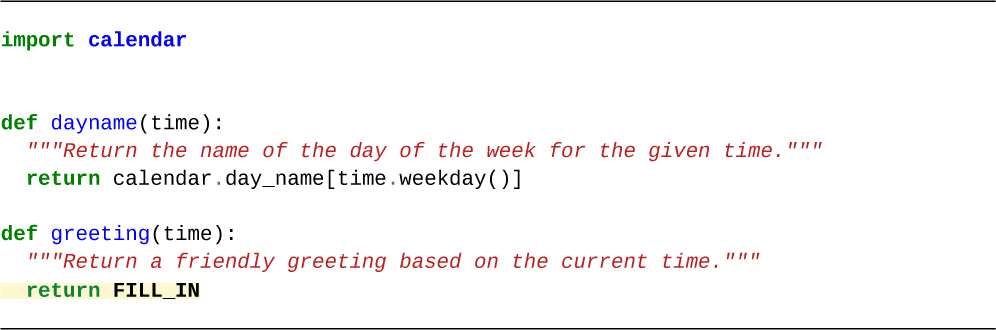 import calendar
def dayname(time):
  """Return the name of the day of the week for the given time."""
  return calendar.day_name[time.weekday()]
def greeting(time):
  """Return a friendly greeting based on the current time."""
  return FILL_IN